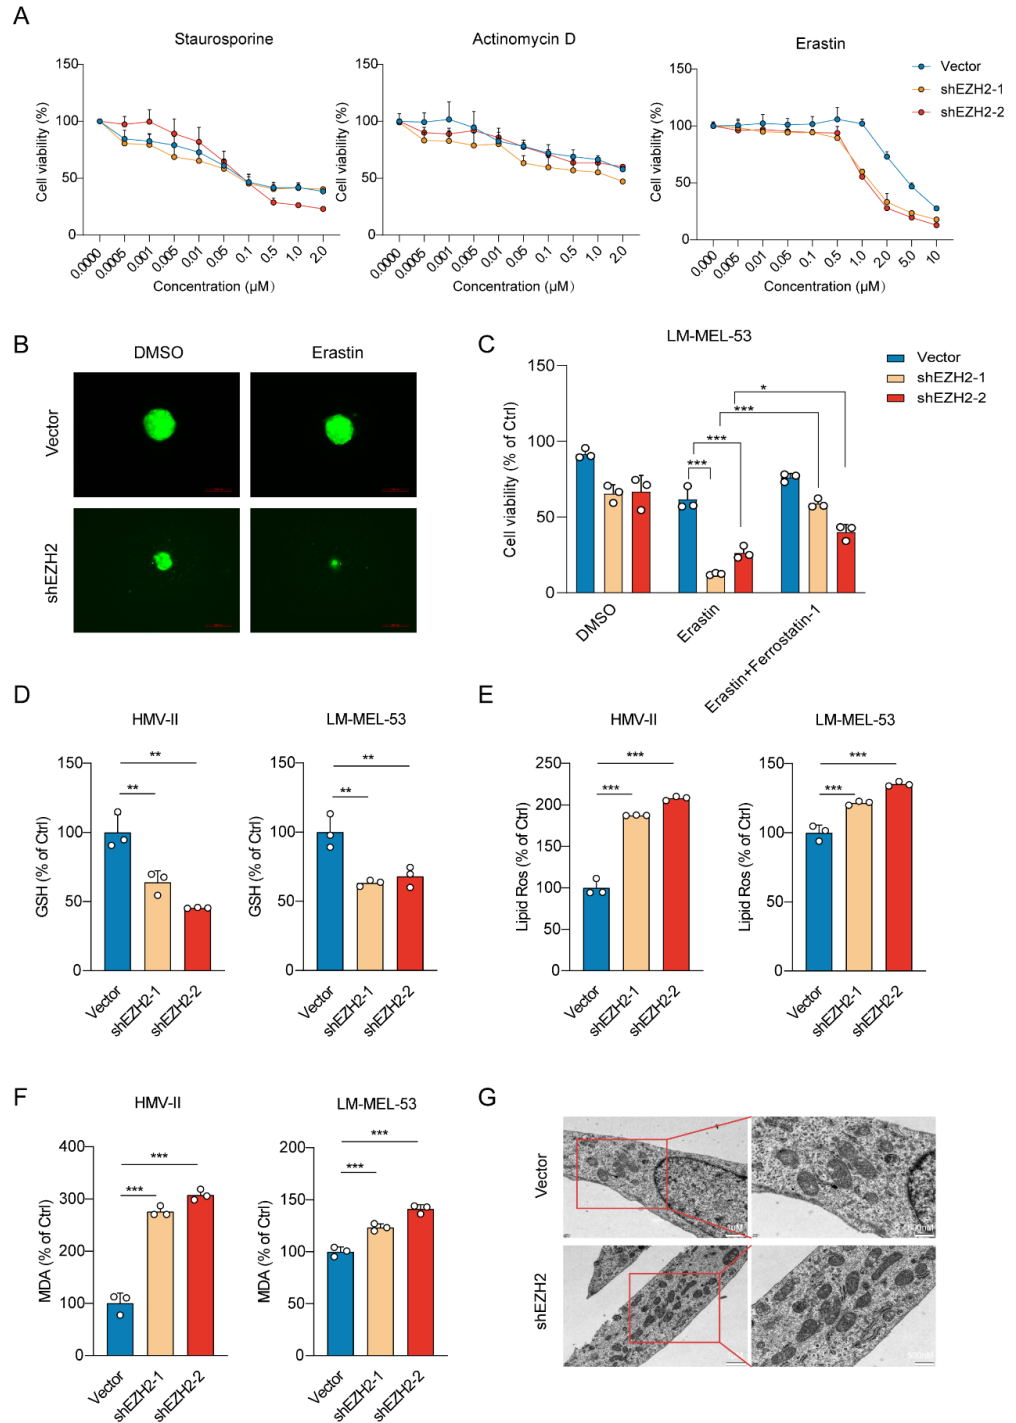 A
Staurosporine
Actinomycin D
Erastin
Vector
shEZH2-1
shEZH2-2
Cell viability (%)
150
100
50
0
0.0000
0.0005
0.001
0.005
0.01
0.05
0.1
0.5
1.0
2.0
Concentration (μM)
Cell viability (%)
150
100
50
0
0.0000
0.0005
0.001
0.005
0.01
0.05
0.1
0.5
1.0
2.0
Concentration (μM)
Cell viability (%)
150
100
50
0
0.000
0.005
0.01
0.05
0.1
0.5
1.0
2.0
5.0
10
Concentration (μM)
B
DMSO
Erastin
Vector
shEZH2
C
LM-MEL-53
Vector
shEZH2-1
shEZH2-2
Cell viability (% of Ctrl)
150
100
50
0
***
***
***
*
DMSO
Erastin
Erastin+Ferrostatin-1
D
HMV-II
GSH (% of Ctrl)
150
100
50
0
**
**
Vector
shEZH2-1
shEZH2-2
LM-MEL-53
GSH (% of Ctrl)
150
100
50
0
**
**
Vector
shEZH2-1
shEZH2-2
E
HMV-II
Lipid Ros (% of Ctrl)
250
200
150
100
50
0
***
***
Vector
shEZH2-1
shEZH2-2
LM-MEL-53
Lipid Ros (% of Ctrl)
150
100
50
0
***
***
Vector
shEZH2-1
shEZH2-2
F
HMV-II
MDA (% of Ctrl)
400
300
200
100
0
***
***
Vector
shEZH2-1
shEZH2-2
LM-MEL-53
MDA (% of Ctrl)
200
150
100
50
0
***
***
Vector
shEZH2-1
shEZH2-2
G
Vector
shEZH2